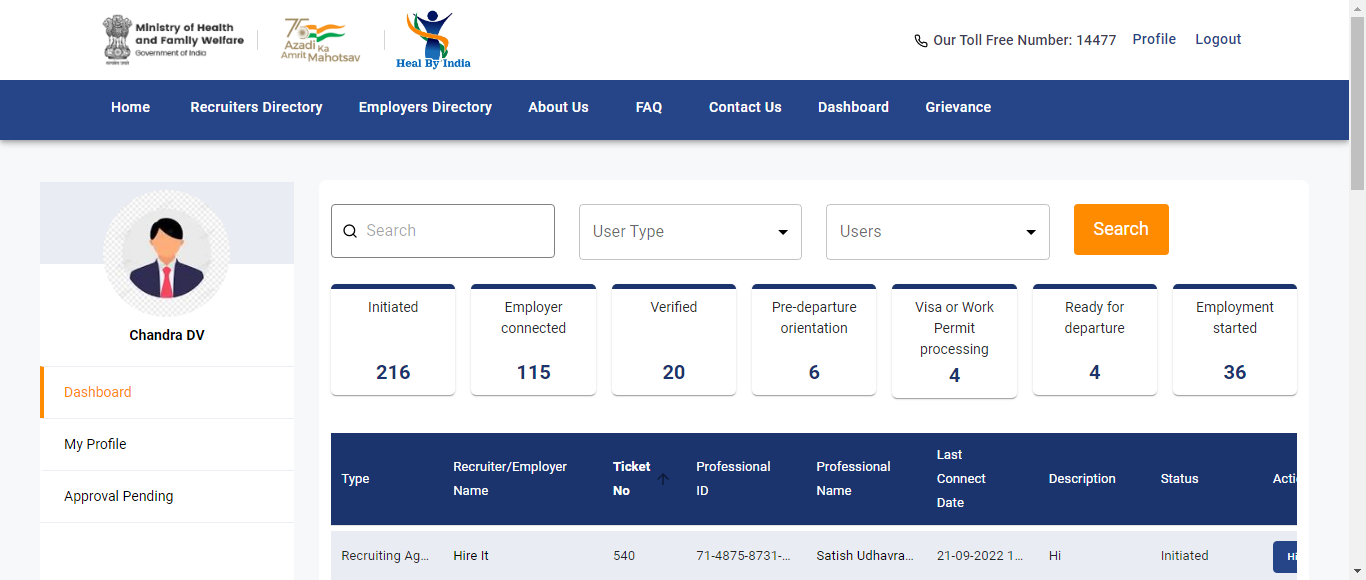 Ministry of Health
and Family Welfare
Government of India
75
Azadi Ka
Amrit Mahotsav
Heal By India
Our Toll Free Number: 14477 Profile Logout
Home Recruiters Directory Employers Directory About Us FAQ Contact Us Dashboard Grievance
Chandra DV
Dashboard
My Profile
Approval Pending
Search User Type Users Search
Initiated
216
Employer
connected
115
Verified
20
Pre-departure
orientation
6
Visa or Work
Permit
processing
4
Ready for
departure
4
Employment
started
36
Type
Recruiter/Employer
Name
Ticket
No
Professional
ID
Professional
Name
Last
Connect
Date
Description
Status
Acti
Recruiting Ag... Hire It 540 71-4875-8731-... Satish Udhavra... 21-09-2022 1... Hi Initiated Hi